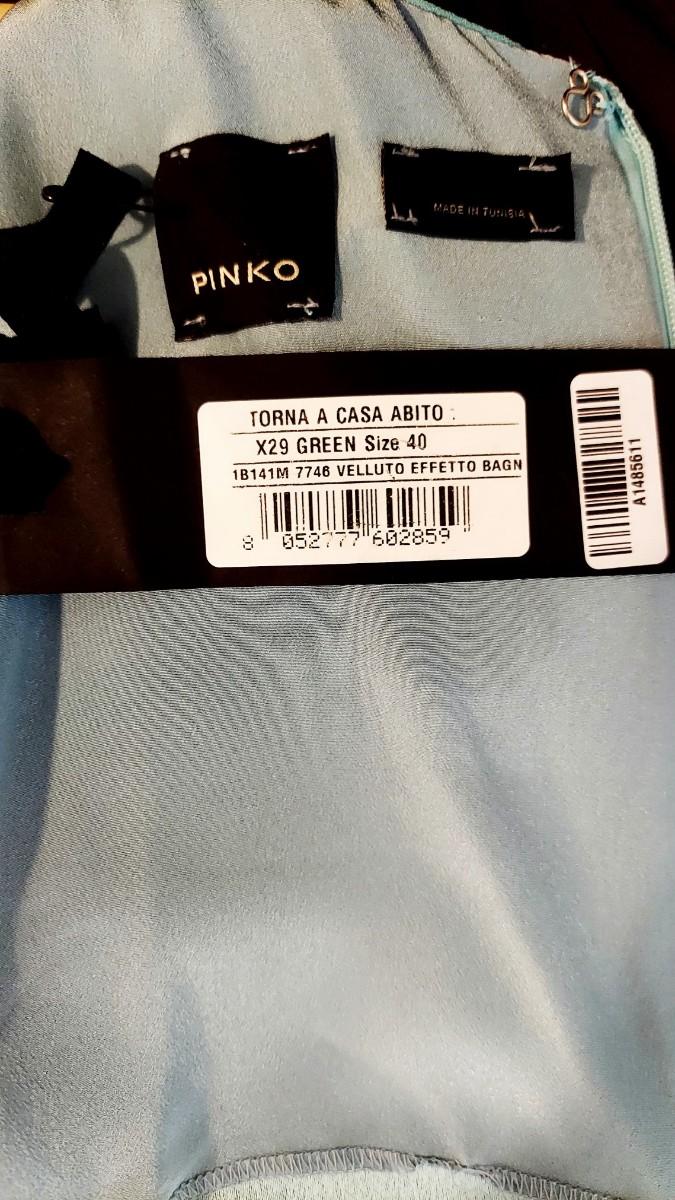 PINKO
MADE IN TUNISIA
TORNA A CASA ABITO :
X29 GREEN Size 40
1B141M 7746 VELLUTO EFFETTO BAGN
8 052777 602859
A1485611